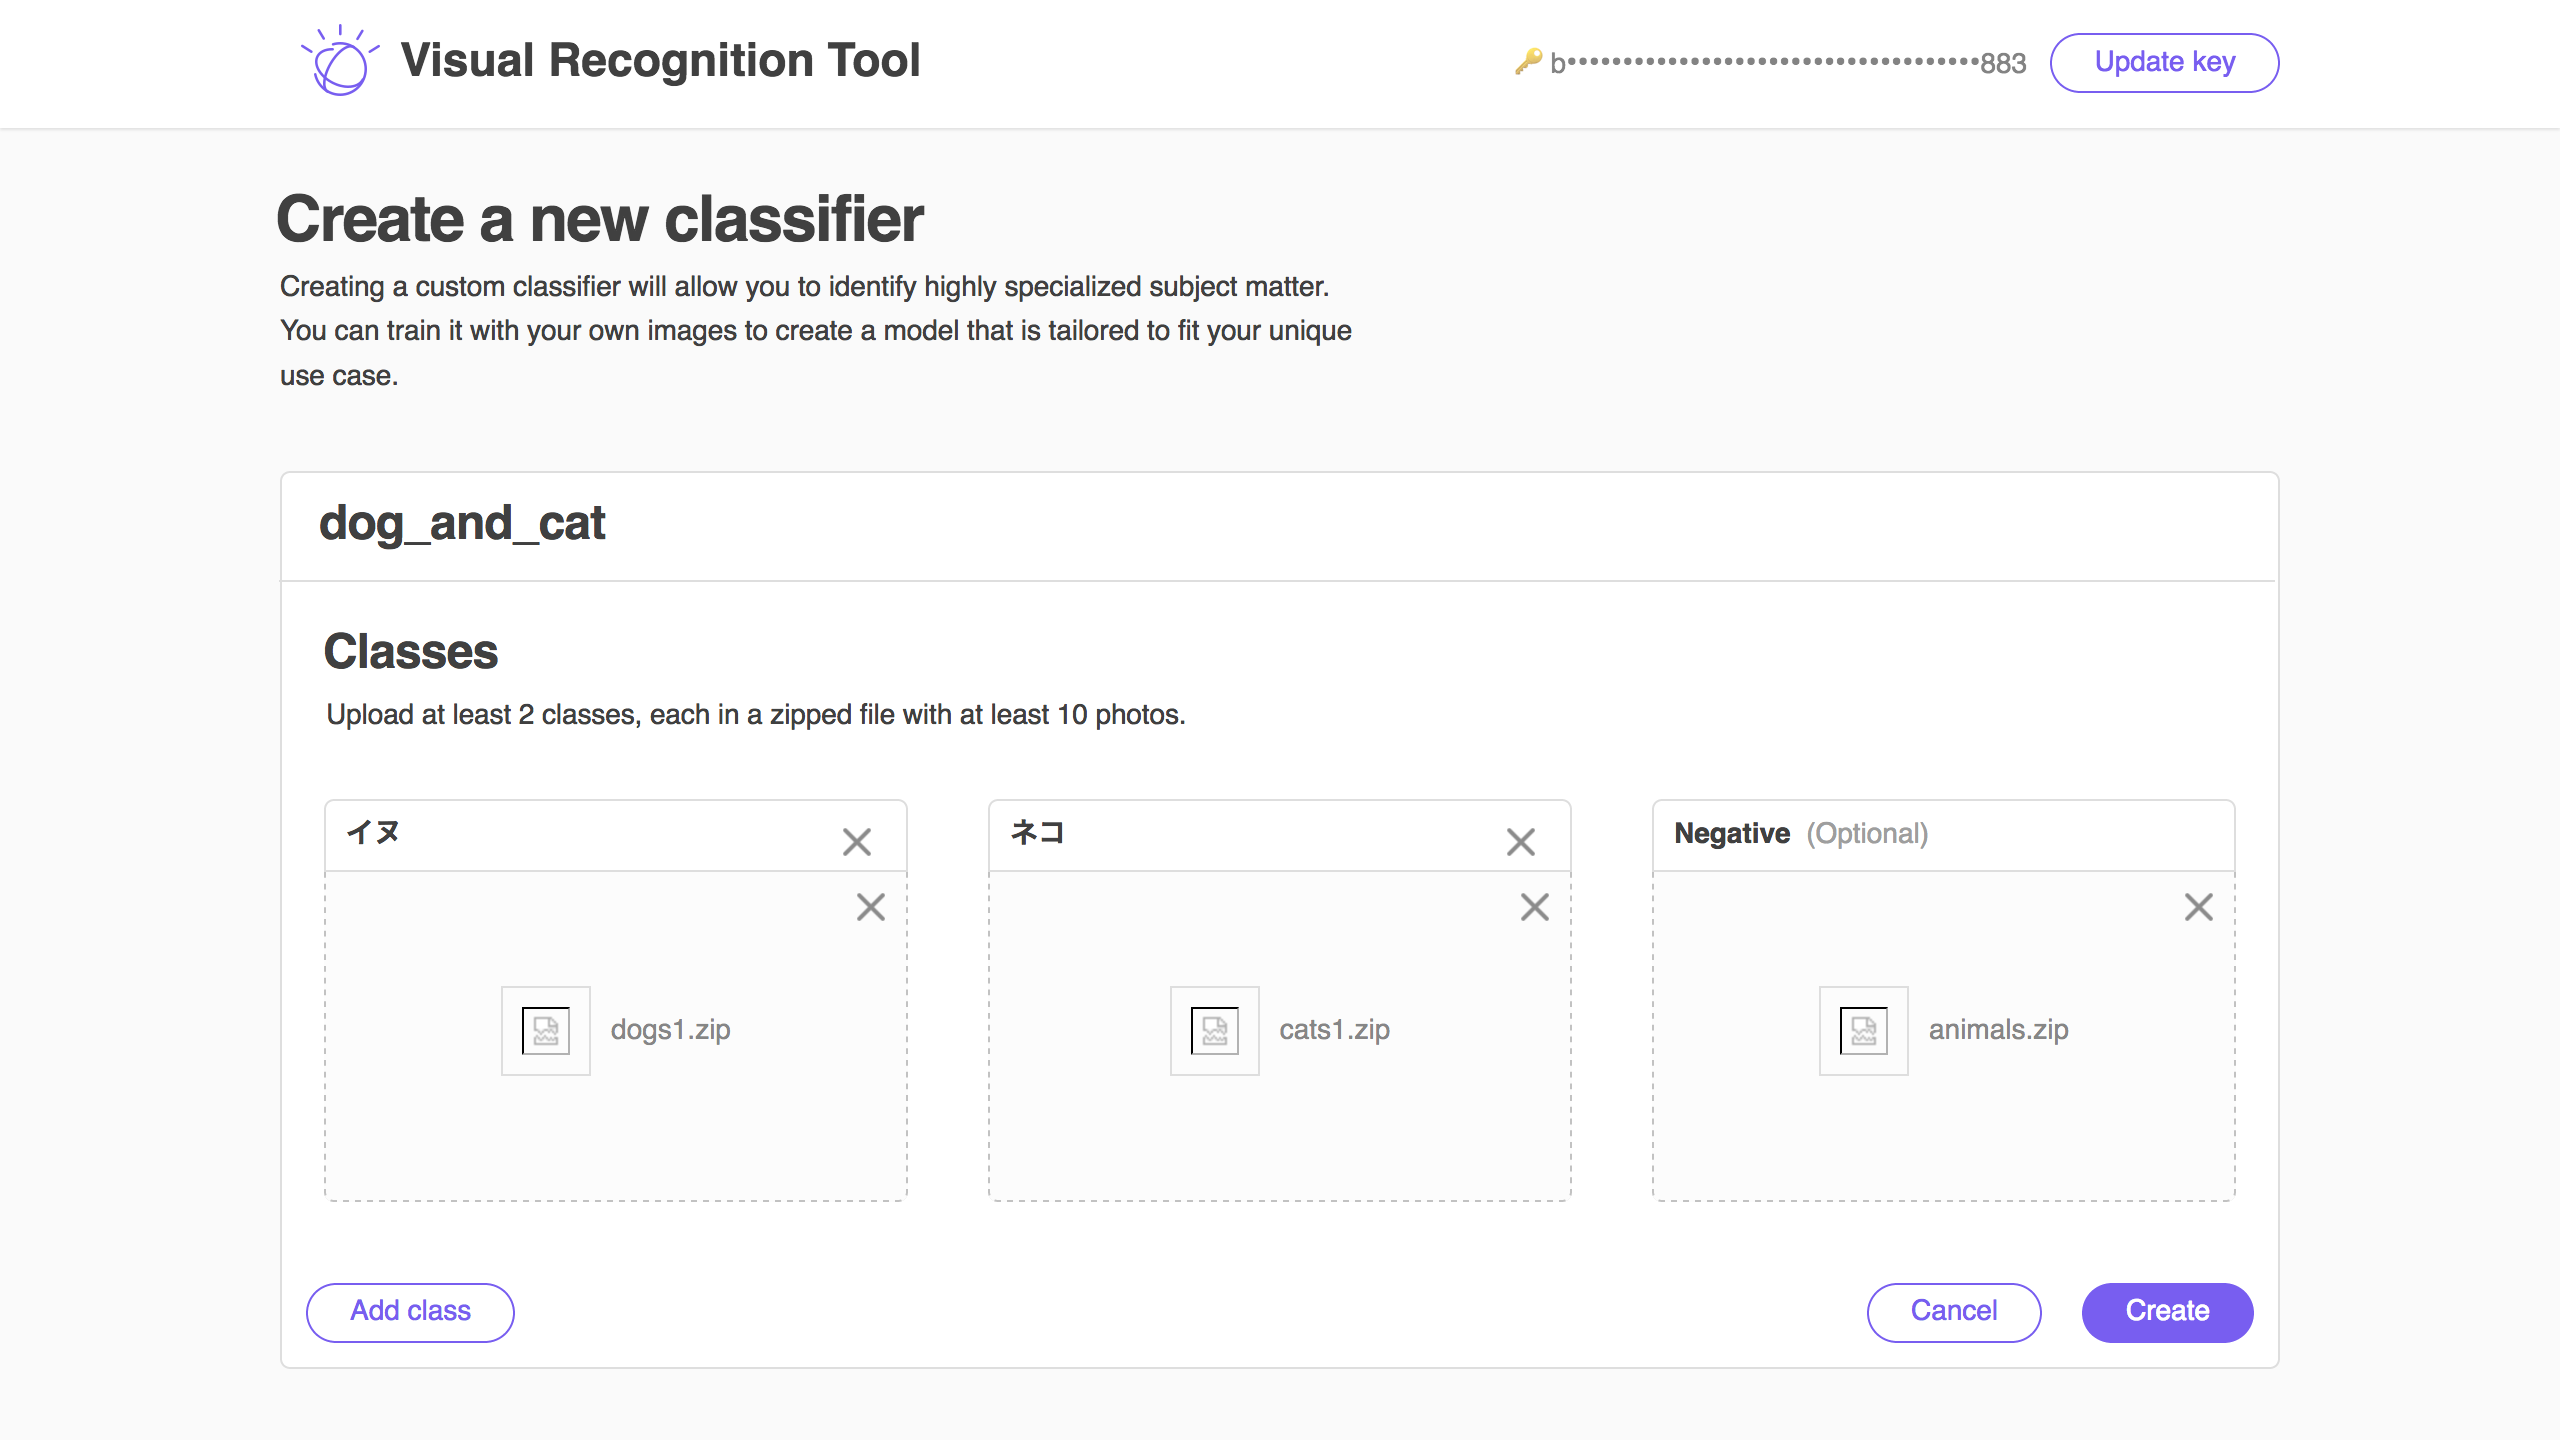 Visual Recognition Tool
b•••••••••••••••••••••••••••••••••••••883
Update key
Create a new classifier
Creating a custom classifier will allow you to identify highly specialized subject matter.
You can train it with your own images to create a model that is tailored to fit your unique
use case.
dog_and_cat
Classes
Upload at least 2 classes, each in a zipped file with at least 10 photos.
イヌ
ネコ
Negative (Optional)
dogs1.zip
cats1.zip
animals.zip
Add class
Cancel
Create